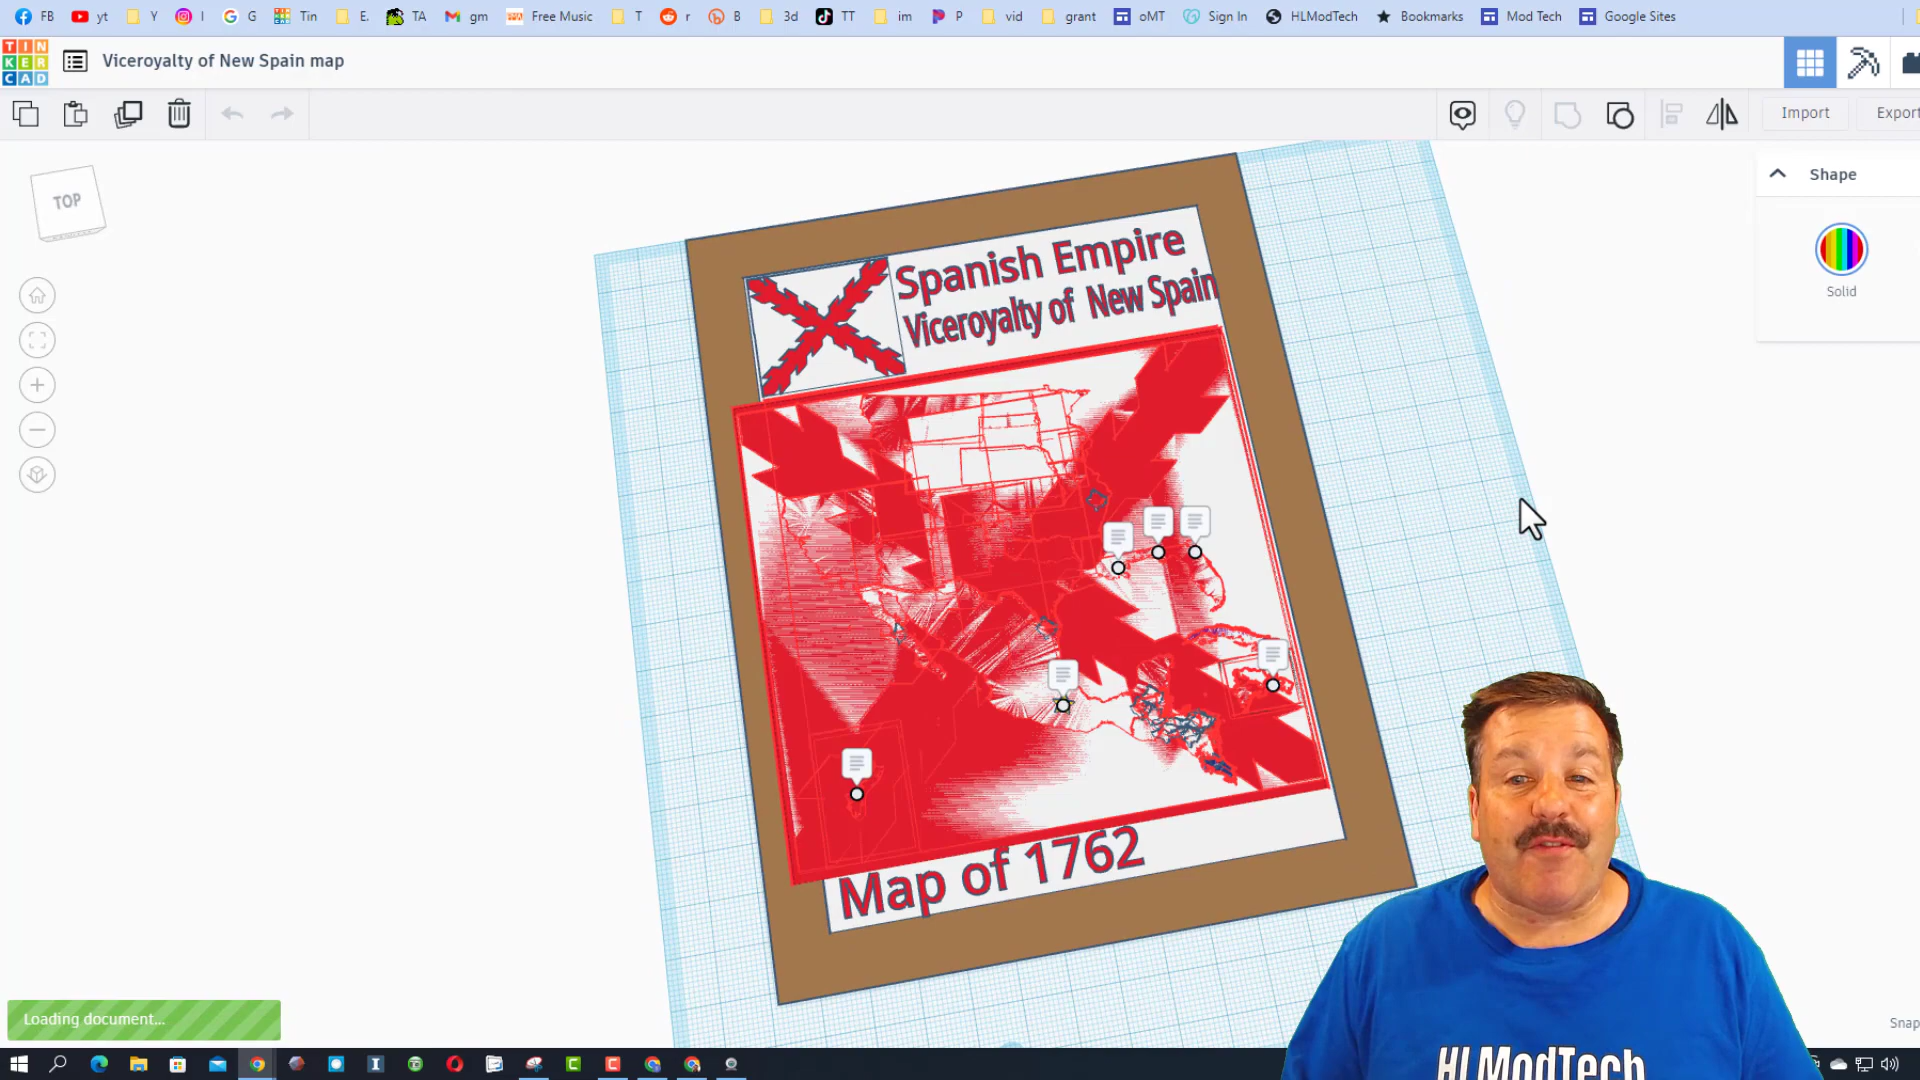 FB yt Y I G Tin E. TA gm Free Music T r B 3d TT im P vid grant oMT Sign In HLModTech Bookmarks Mod Tech Google Sites
TIN
KER
CAD
Viceroyalty of New Spain map
Import Export
TOP
Shape
Solid
Spanish Empire
Viceroyalty of New Spain
Map of 1762
Loading document...
Snap
HLModTech